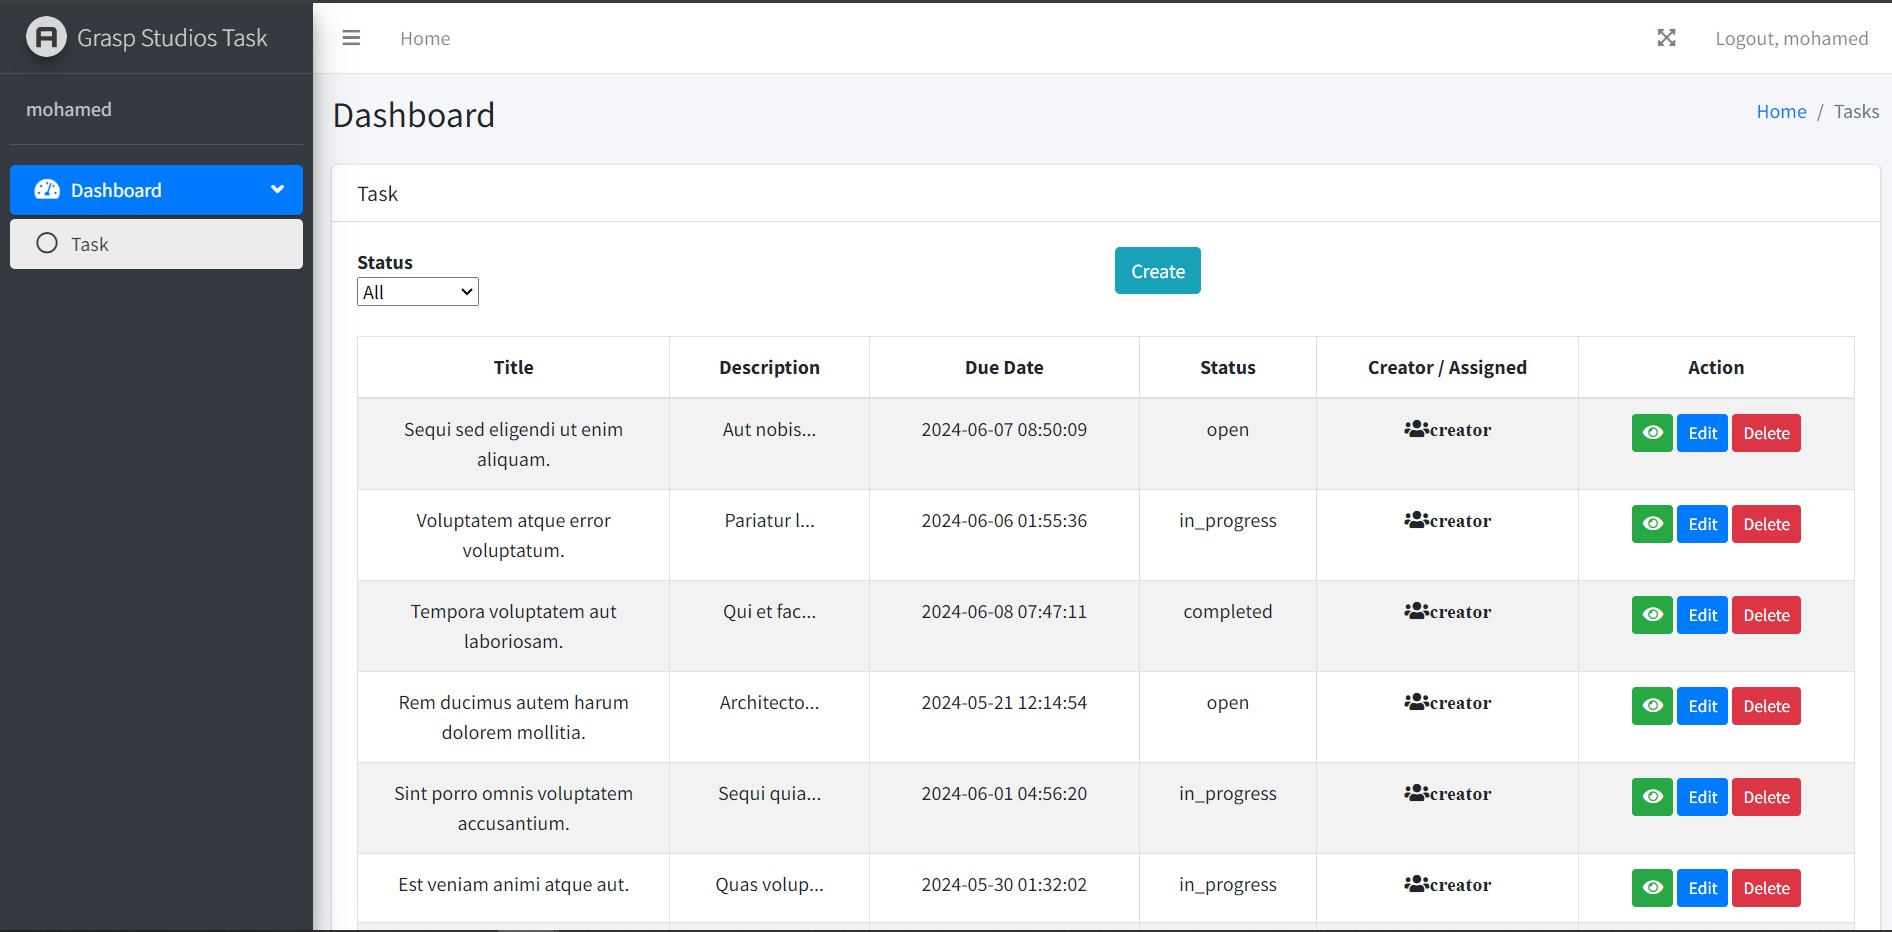 Grasp Studios Task
Home
Logout, mohamed
mohamed
Dashboard
Task
Dashboard
Home / Tasks
Task
Status
All
Create
Title Description Due Date Status Creator / Assigned Action
Sequi sed eligendi ut enim
aliquam.
Aut nobis... 2024-06-07 08:50:09 open creator Edit Delete
Voluptatem atque error
voluptatum.
Pariatur l... 2024-06-06 01:55:36 in_progress creator Edit Delete
Tempora voluptatem aut
laboriosam.
Qui et fac... 2024-06-08 07:47:11 completed creator Edit Delete
Rem ducimus autem harum
dolorem mollitia.
Architecto... 2024-05-21 12:14:54 open creator Edit Delete
Sint porro omnis voluptatem
accusantium.
Sequi quia... 2024-06-01 04:56:20 in_progress creator Edit Delete
Est veniam animi atque aut. Quas volup... 2024-05-30 01:32:02 in_progress creator Edit Delete